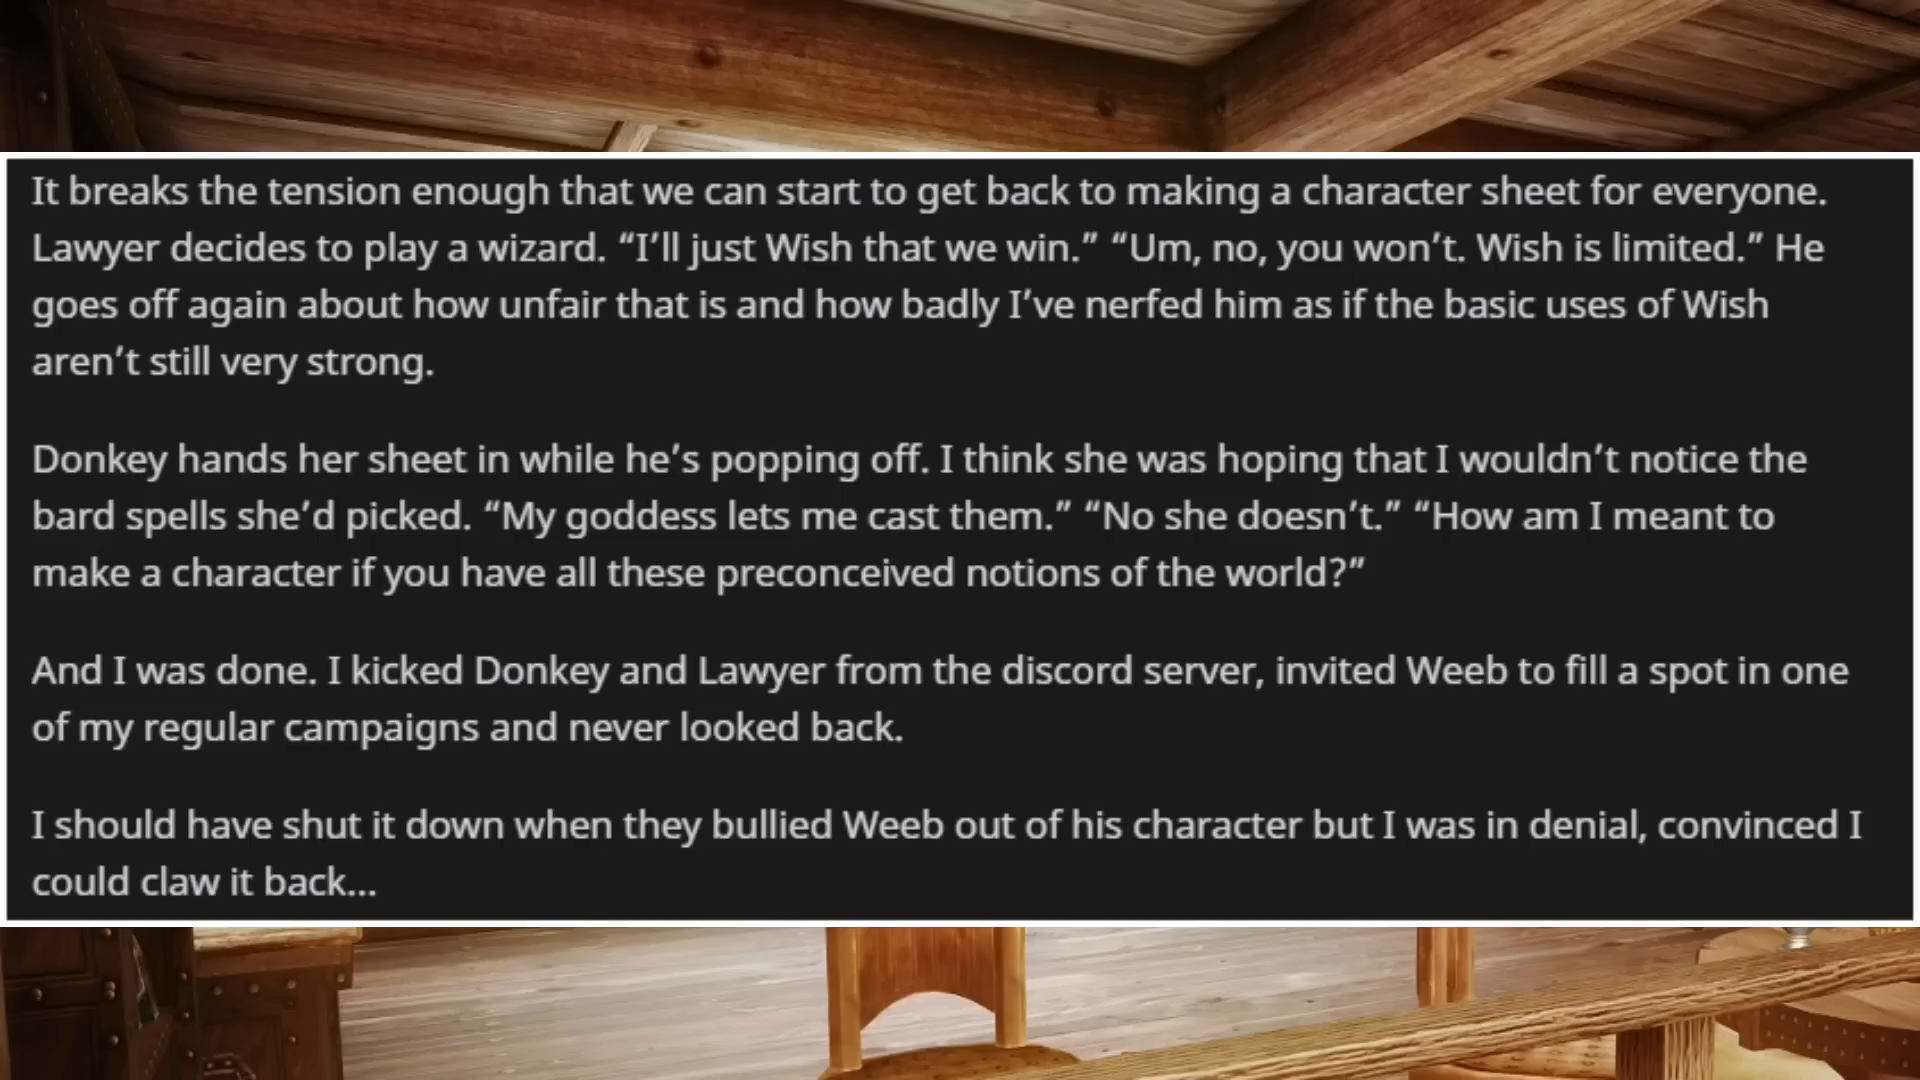 It breaks the tension enough that we can start to get back to making a character sheet for everyone.
Lawyer decides to play a wizard. “I’ll just Wish that we win.” “Um, no, you won’t. Wish is limited.” He
goes off again about how unfair that is and how badly I’ve nerfed him as if the basic uses of Wish
aren’t still very strong.
Donkey hands her sheet in while he’s popping off. I think she was hoping that I wouldn’t notice the
bard spells she’d picked. “My goddess lets me cast them.” “No she doesn’t.” “How am I meant to
make a character if you have all these preconceived notions of the world?”
And I was done. I kicked Donkey and Lawyer from the discord server, invited Weeb to fill a spot in one
of my regular campaigns and never looked back.
I should have shut it down when they bullied Weeb out of his character but I was in denial, convinced I
could claw it back...